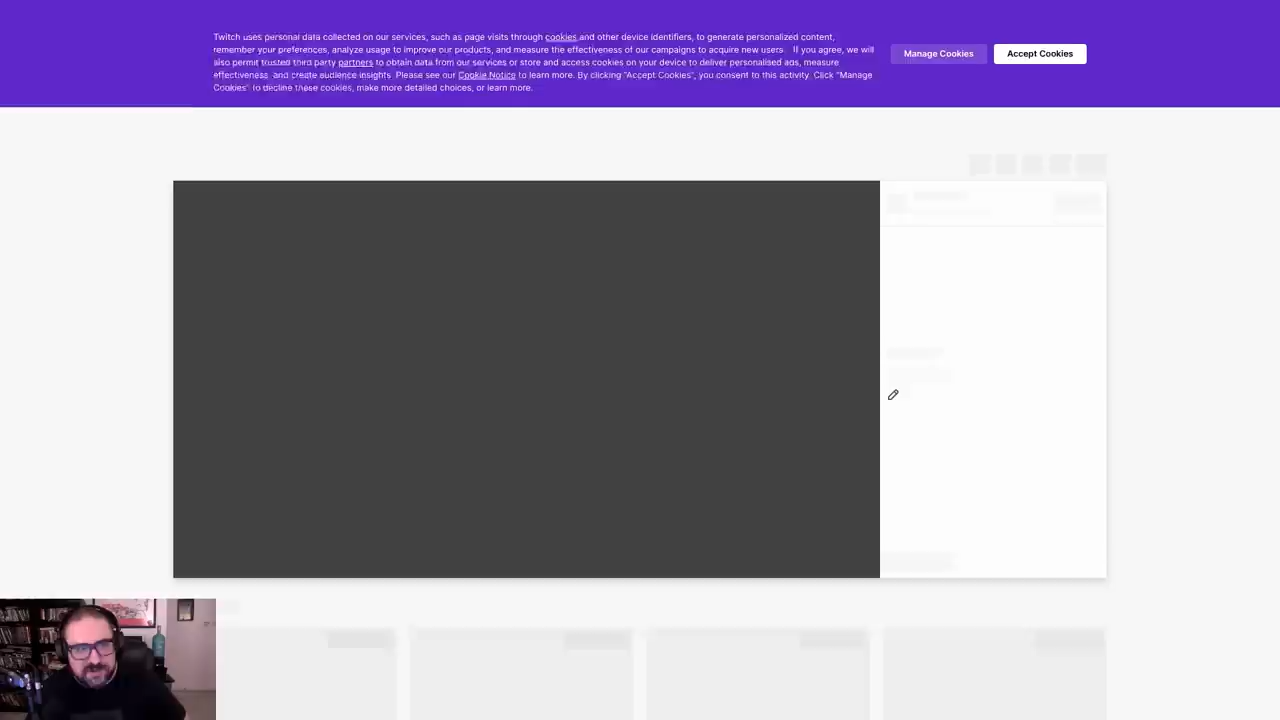 Twitch uses personal data collected on our services, such as page visits through cookies and other device identifiers, to generate personalized content,
remember your preferences, analyze usage to improve our products, and measure the effectiveness of our campaigns to acquire new users. If you agree, we will
also permit trusted third party partners to obtain data from our services or store and access cookies on your device to deliver personalised ads, measure
effectiveness and create audience insights. Please see our Cookie Notice to learn more. By clicking "Accept Cookies", you consent to this activity. Click "Manage
Cookies" to decline these cookies, make more detailed choices, or learn more.
Manage Cookies
Accept Cookies